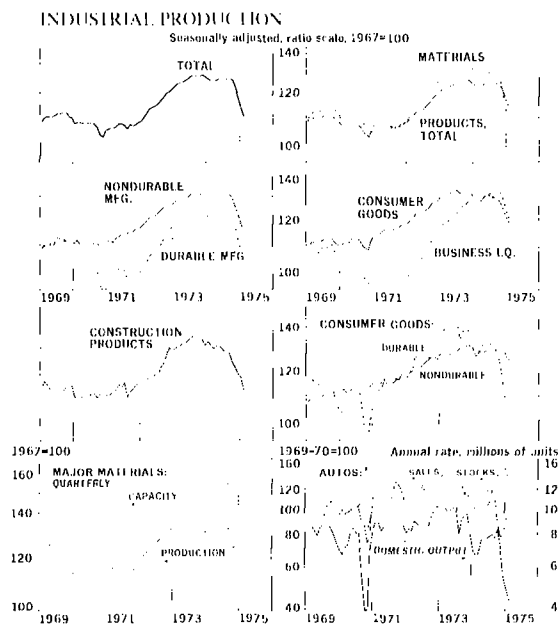 INDUSTRIAL PRODUCTION
Seasonally adjusted, ratio scale, 1967=100
TOTAL
140
120
100
MATERIALS
PRODUCTS,
TOTAL
NONDURABLE
MFG.
DURABLE MFG
140
120
100
CONSUMER
GOODS
BUSINESS EQ.
1969 1971 1973 1975
1969 1971 1973 1975
CONSTRUCTION
PRODUCTS
140
120
100
CONSUMER GOODS:
DURABLE
NONDURABLE
1967=100
160
140
120
100
MAJOR MATERIALS:
QUARTERLY
CAPACITY
PRODUCTION
1969 1971 1973 1975
1969-70=100
Annual rate, millions of units
160
120
100
80
60
40
AUTOS:
SALES,
STOCKS,
DOMESTIC OUTPUT
16
12
10
8
6
4
1969 1971 1973 1975